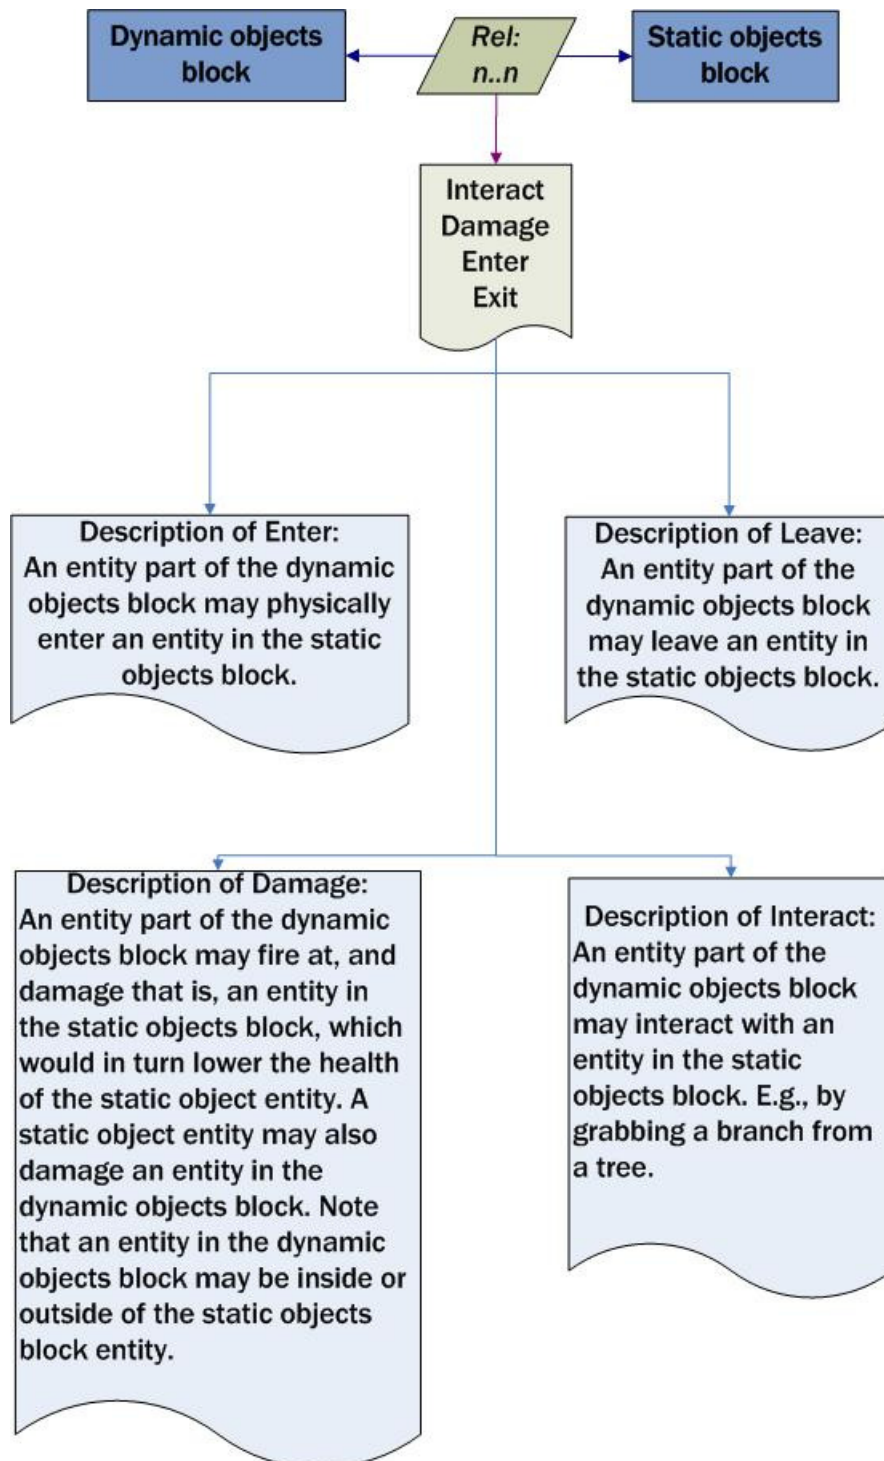 Dynamic objects
block
Rel:
n..n
Static objects
block
Interact
Damage
Enter
Exit
Description of Enter:
An entity part of the dynamic
objects block may physically
enter an entity in the static
objects block.
Description of Leave:
An entity part of the
dynamic objects block
may leave an entity in
the static objects block.
Description of Damage:
An entity part of the dynamic
objects block may fire at, and
damage that is, an entity in
the static objects block, which
would in turn lower the health
of the static object entity. A
static object entity may also
damage an entity in the
dynamic objects block. Note
that an entity in the dynamic
objects block may be inside or
outside of the static objects
block entity.
Description of Interact:
An entity part of the
dynamic objects block
may interact with an
entity in the static
objects block. E.g., by
grabbing a branch from
a tree.